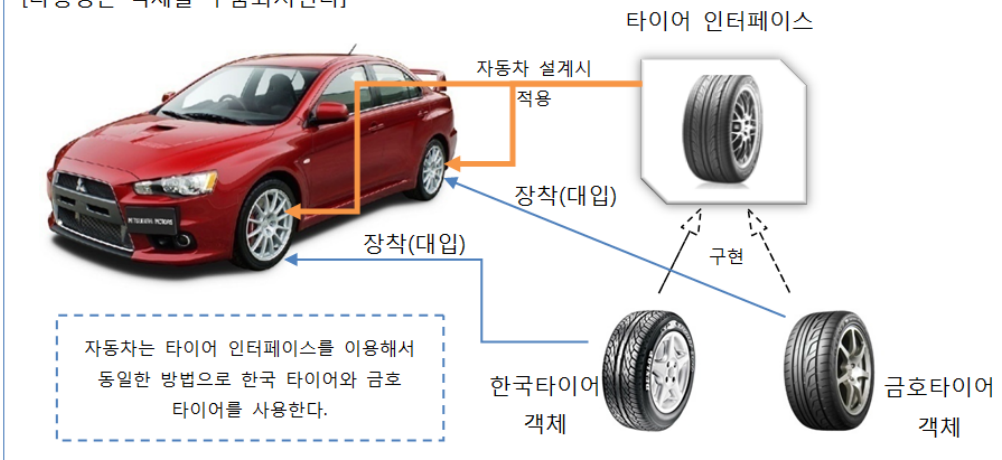 타이어 인터페이스
자동차 설계시
적용
장착(대입)
장착(대입)
구현
자동차는 타이어 인터페이스를 이용해서
동일한 방법으로 한국 타이어와 금호
타이어를 사용한다.
한국타이어
객체
금호타이어
객체